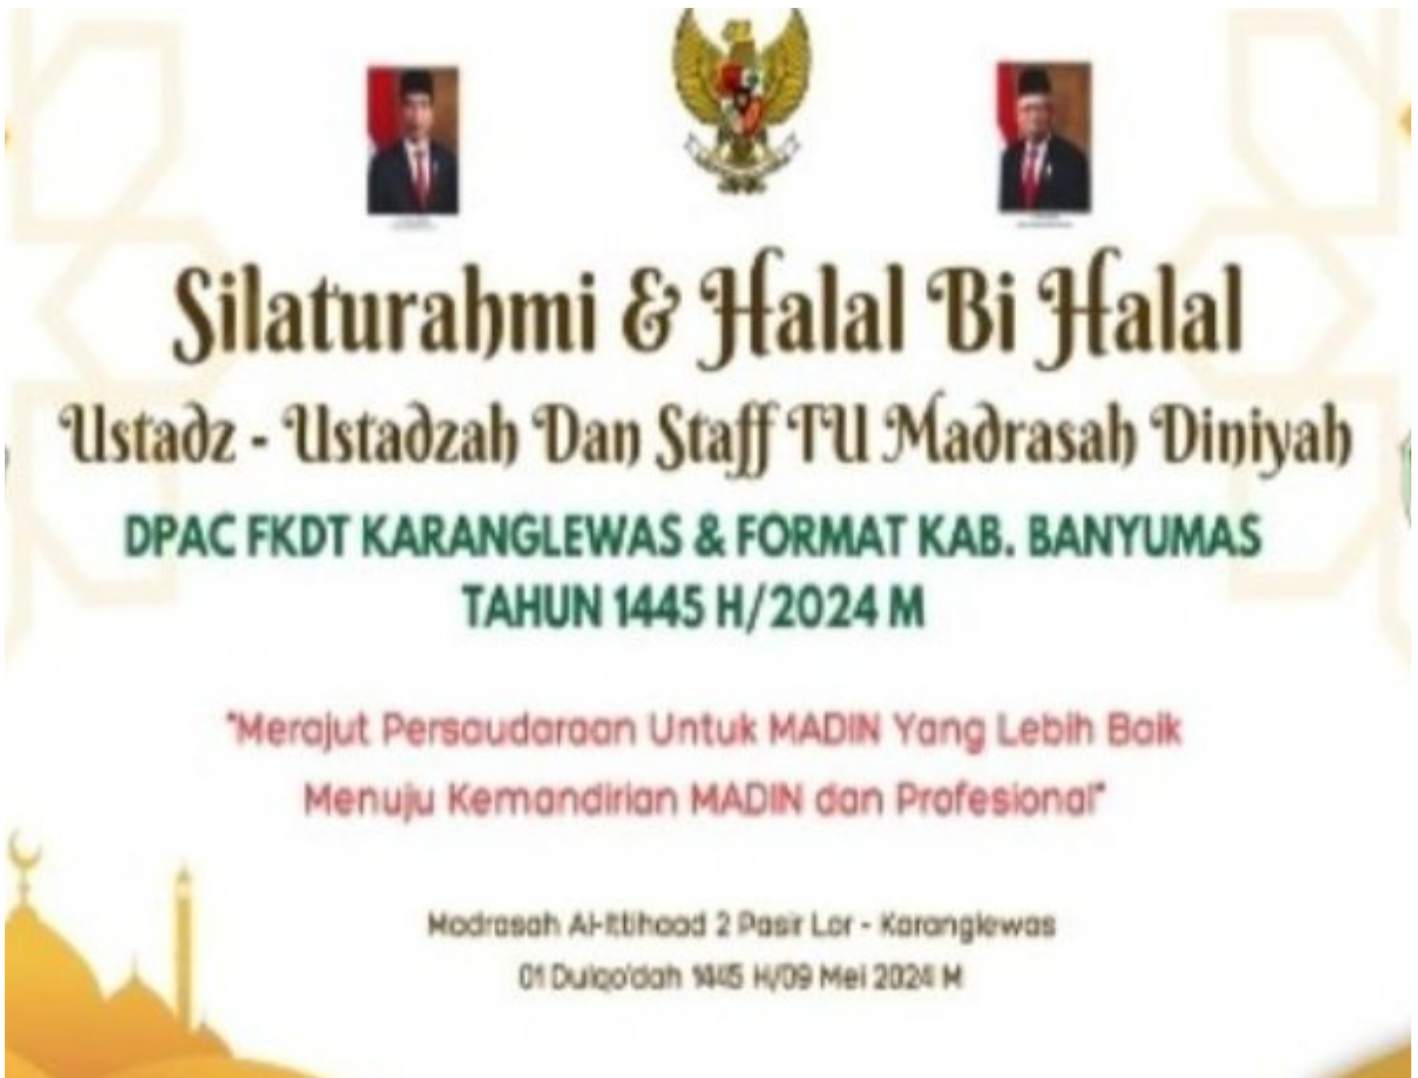 Silaturahmi & Halal Bi Halal
Ustadz - Ustadzah Dan Staff TU Madrasah Diniyah
DPAC FKDT KARANGLEWAS & FORMAT KAB. BANYUMAS
TAHUN 1445 H/2024 M
"Merajut Persaudaraan Untuk MADIN Yang Lebih Baik
Menuju Kemandirian MADIN dan Profesional"
Madrasah Al-Ittihaad 2 Pasir Lor - Karanglewas
01 Dulqo'dah 1445 H/09 Mei 2024 M